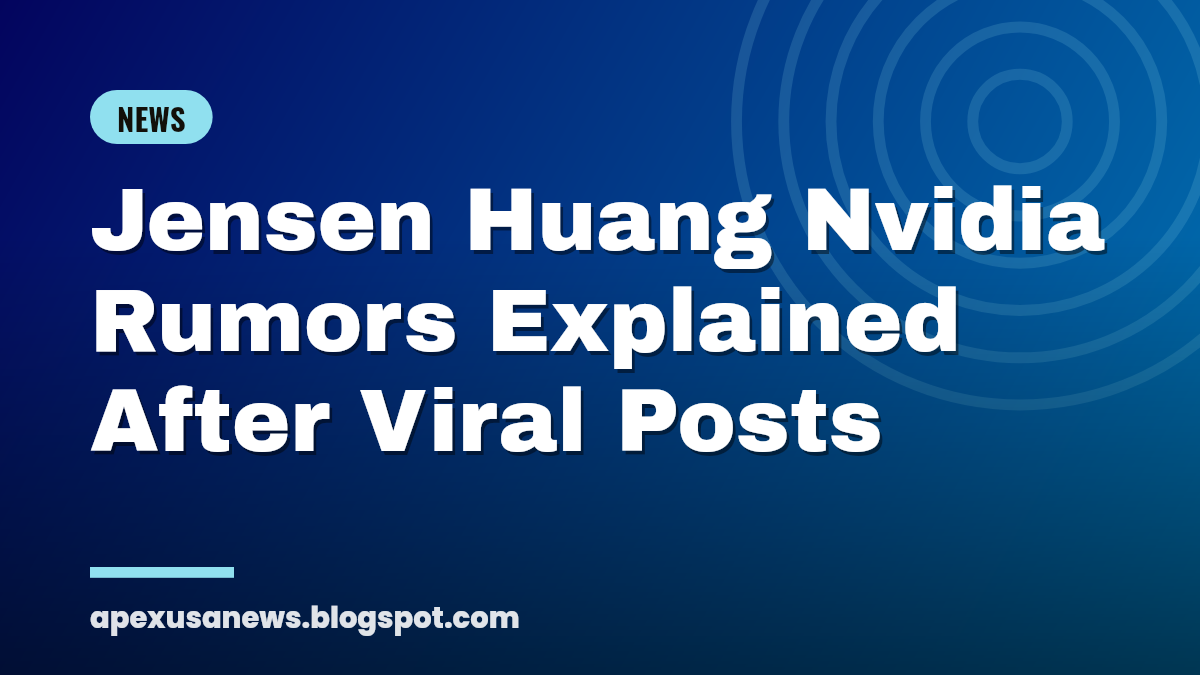 NEWS
Jensen Huang Nvidia
Rumors Explained
After Viral Posts
apexusanews.blogspot.com